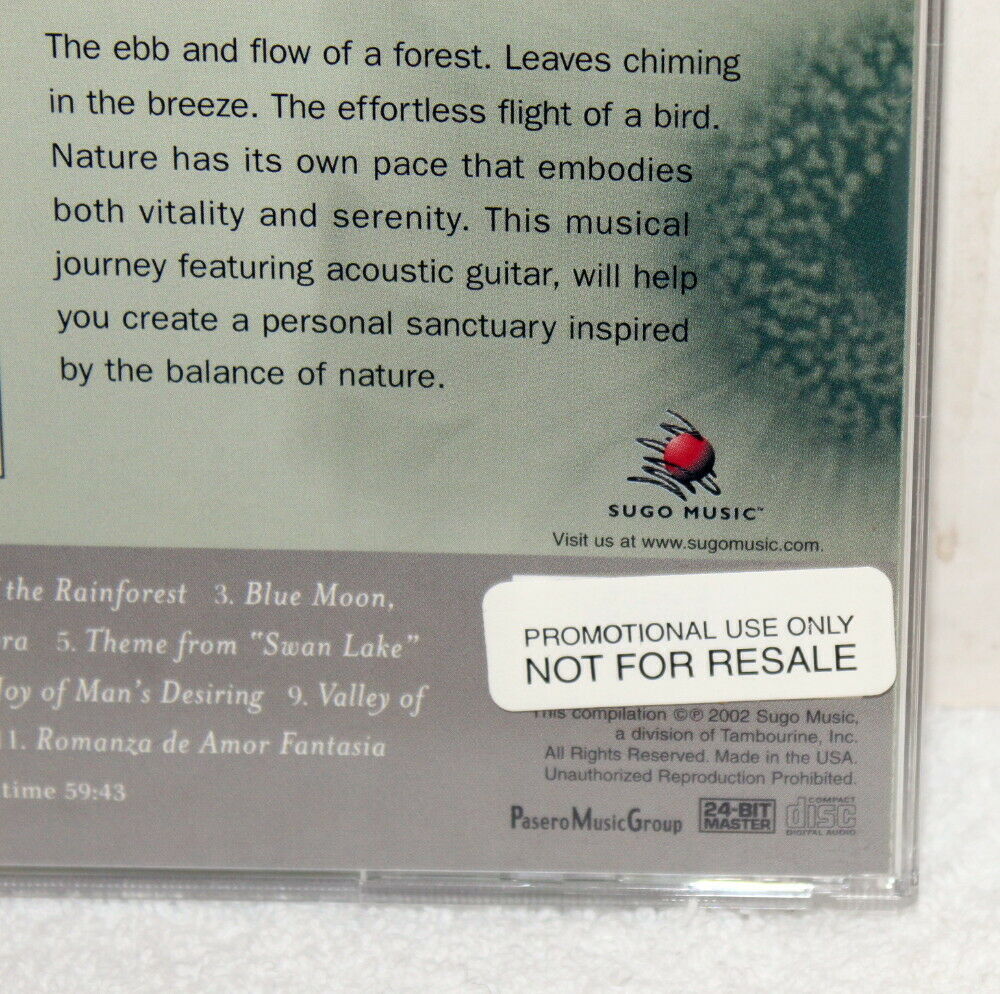 The ebb and flow of a forest. Leaves chiming
in the breeze. The effortless flight of a bird.
Nature has its own pace that embodies
both vitality and serenity. This musical
journey featuring acoustic guitar, will help
you create a personal sanctuary inspired
by the balance of nature.
SUGO MUSIC™
Visit us at www.sugomusic.com.
the Rainforest 3. Blue Moon,
ra 5. Theme from "Swan Lake"
Joy of Man's Desiring 9. Valley of
11. Romanza de Amor Fantasia
time 59:43
PROMOTIONAL USE ONLY
NOT FOR RESALE
This compilation ©℗ 2002 Sugo Music,
a division of Tambourine, Inc.
All Rights Reserved. Made in the USA.
Unauthorized Reproduction Prohibited.
PaseroMusicGroup
24-BIT
MASTER
COMPACT
disc
DIGITAL AUDIO